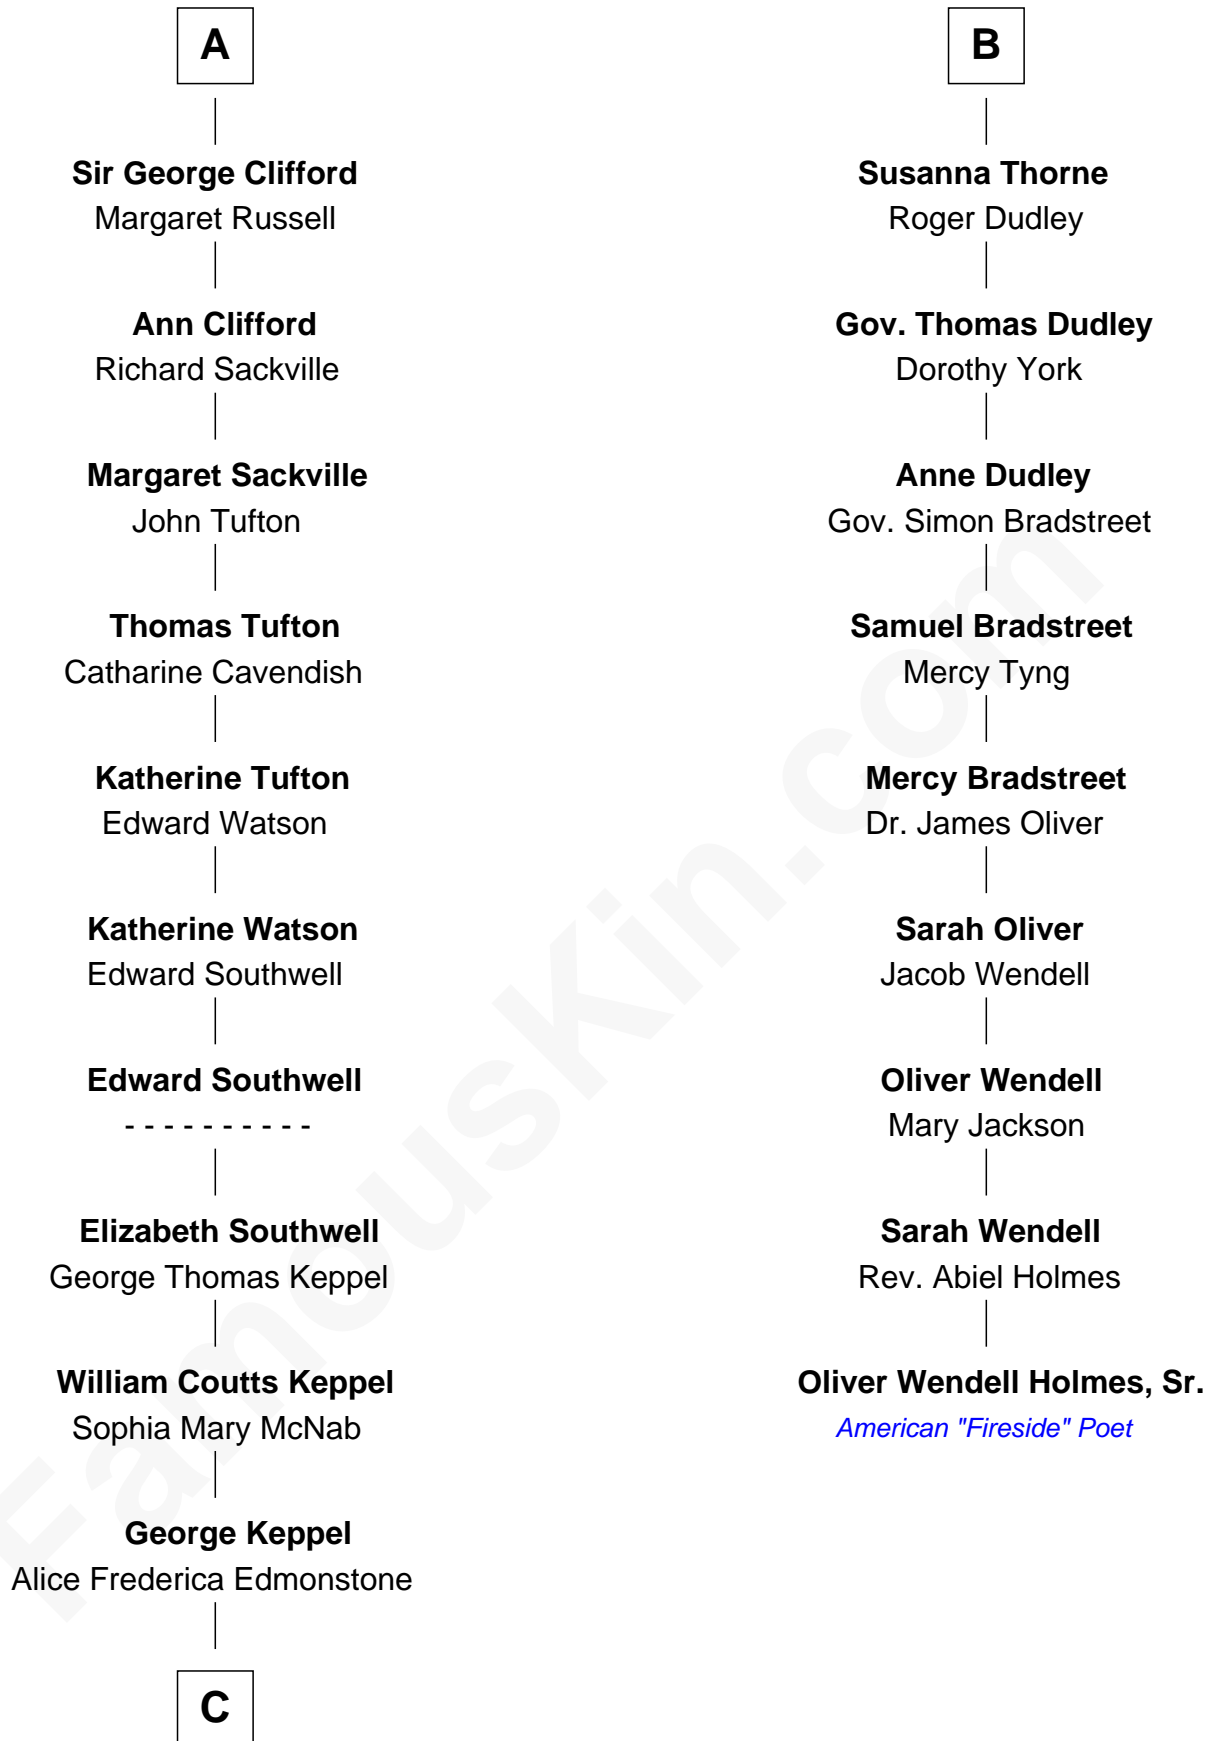 A
Sir George Clifford
Margaret Russell
Ann Clifford
Richard Sackville
Margaret Sackville
John Tufton
Thomas Tufton
Catharine Cavendish
Katherine Tufton
Edward Watson
Katherine Watson
Edward Southwell
Edward Southwell
- - - - - - - - - -
Elizabeth Southwell
George Thomas Keppel
William Coutts Keppel
Sophia Mary McNab
George Keppel
Alice Frederica Edmonstone
C
B
Susanna Thorne
Roger Dudley
Gov. Thomas Dudley
Dorothy York
Anne Dudley
Gov. Simon Bradstreet
Samuel Bradstreet
Mercy Tyng
Mercy Bradstreet
Dr. James Oliver
Sarah Oliver
Jacob Wendell
Oliver Wendell
Mary Jackson
Sarah Wendell
Rev. Abiel Holmes
Oliver Wendell Holmes, Sr.
American "Fireside" Poet
FamousKin.com